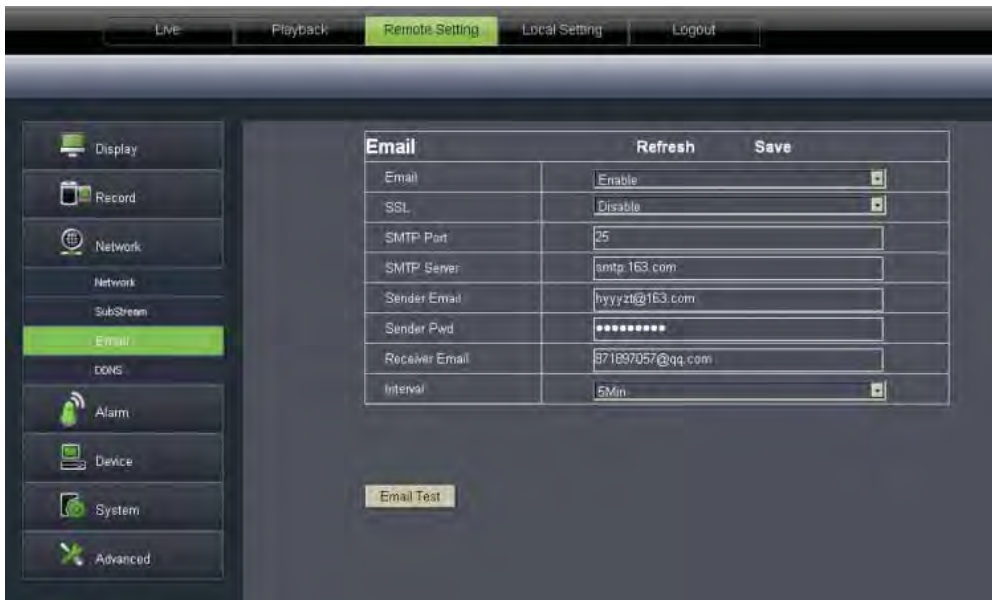 Live Playback Remote Setting Local Setting Logout
Display
Record
Network
Network
SubStream
Email
DDNS
Alarm
Device
System
Advanced
Email Refresh Save
Email Enable
SSL Disable
SMTP Port 25
SMTP Server smtp.163.com
Sender Email hyyyzt@163.com
Sender Pwd ●●●●●●●●●
Receiver Email 871897057@qq.com
Interval 5Min
Email Test